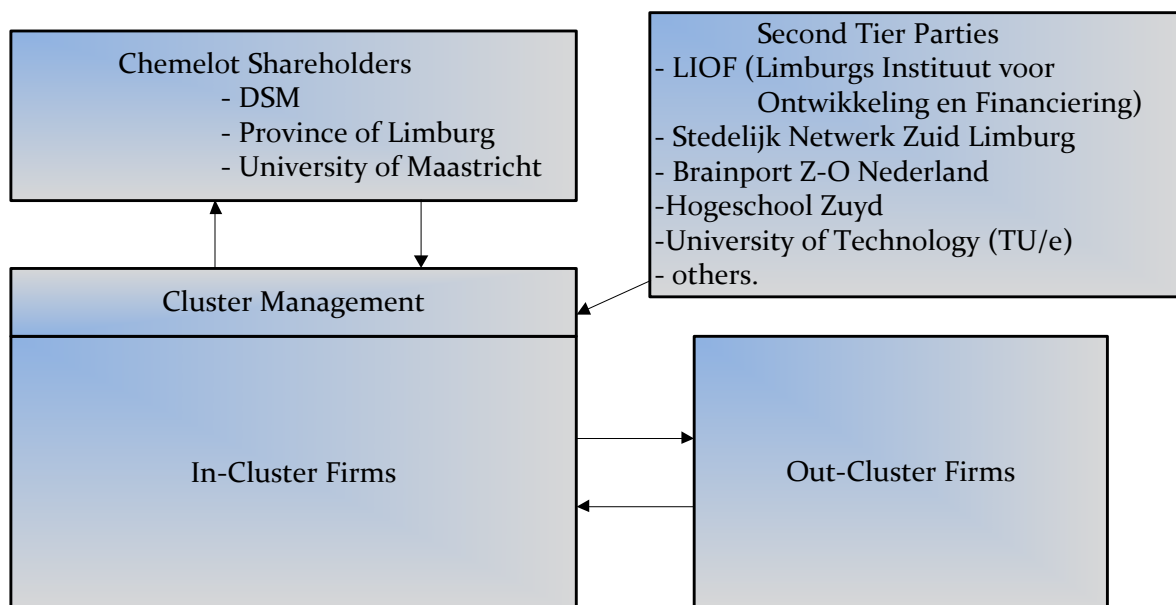 Chemelot Shareholders
- DSM
- Province of Limburg
- University of Maastricht
Second Tier Parties
- LIOF (Limburgs Instituut voor
Ontwikkeling en Financiering)
- Stedelijk Netwerk Zuid Limburg
- Brainport Z-O Nederland
-Hogeschool Zuyd
-University of Technology (TU/e)
- others.
Cluster Management
In-Cluster Firms
Out-Cluster Firms